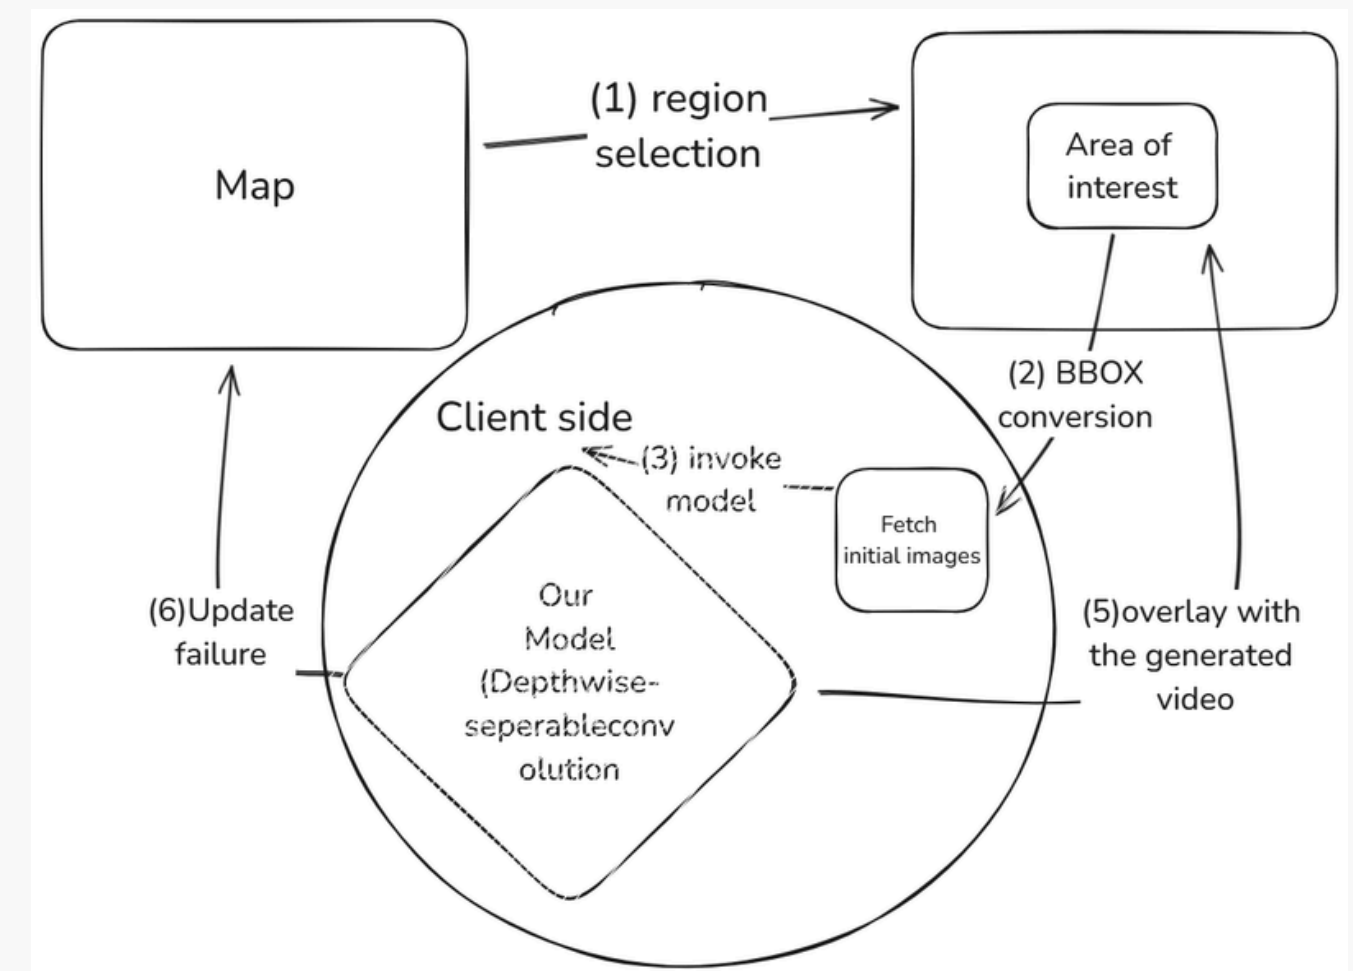 Map
(1) region
selection
Area of
interest
(2) BBOX
conversion
Client side
(3) invoke
model
Fetch
initial images
Our
Model
(Depthwise-
seperableconv
olution
(5)overlay with
the generated
video
(6)Update
failure